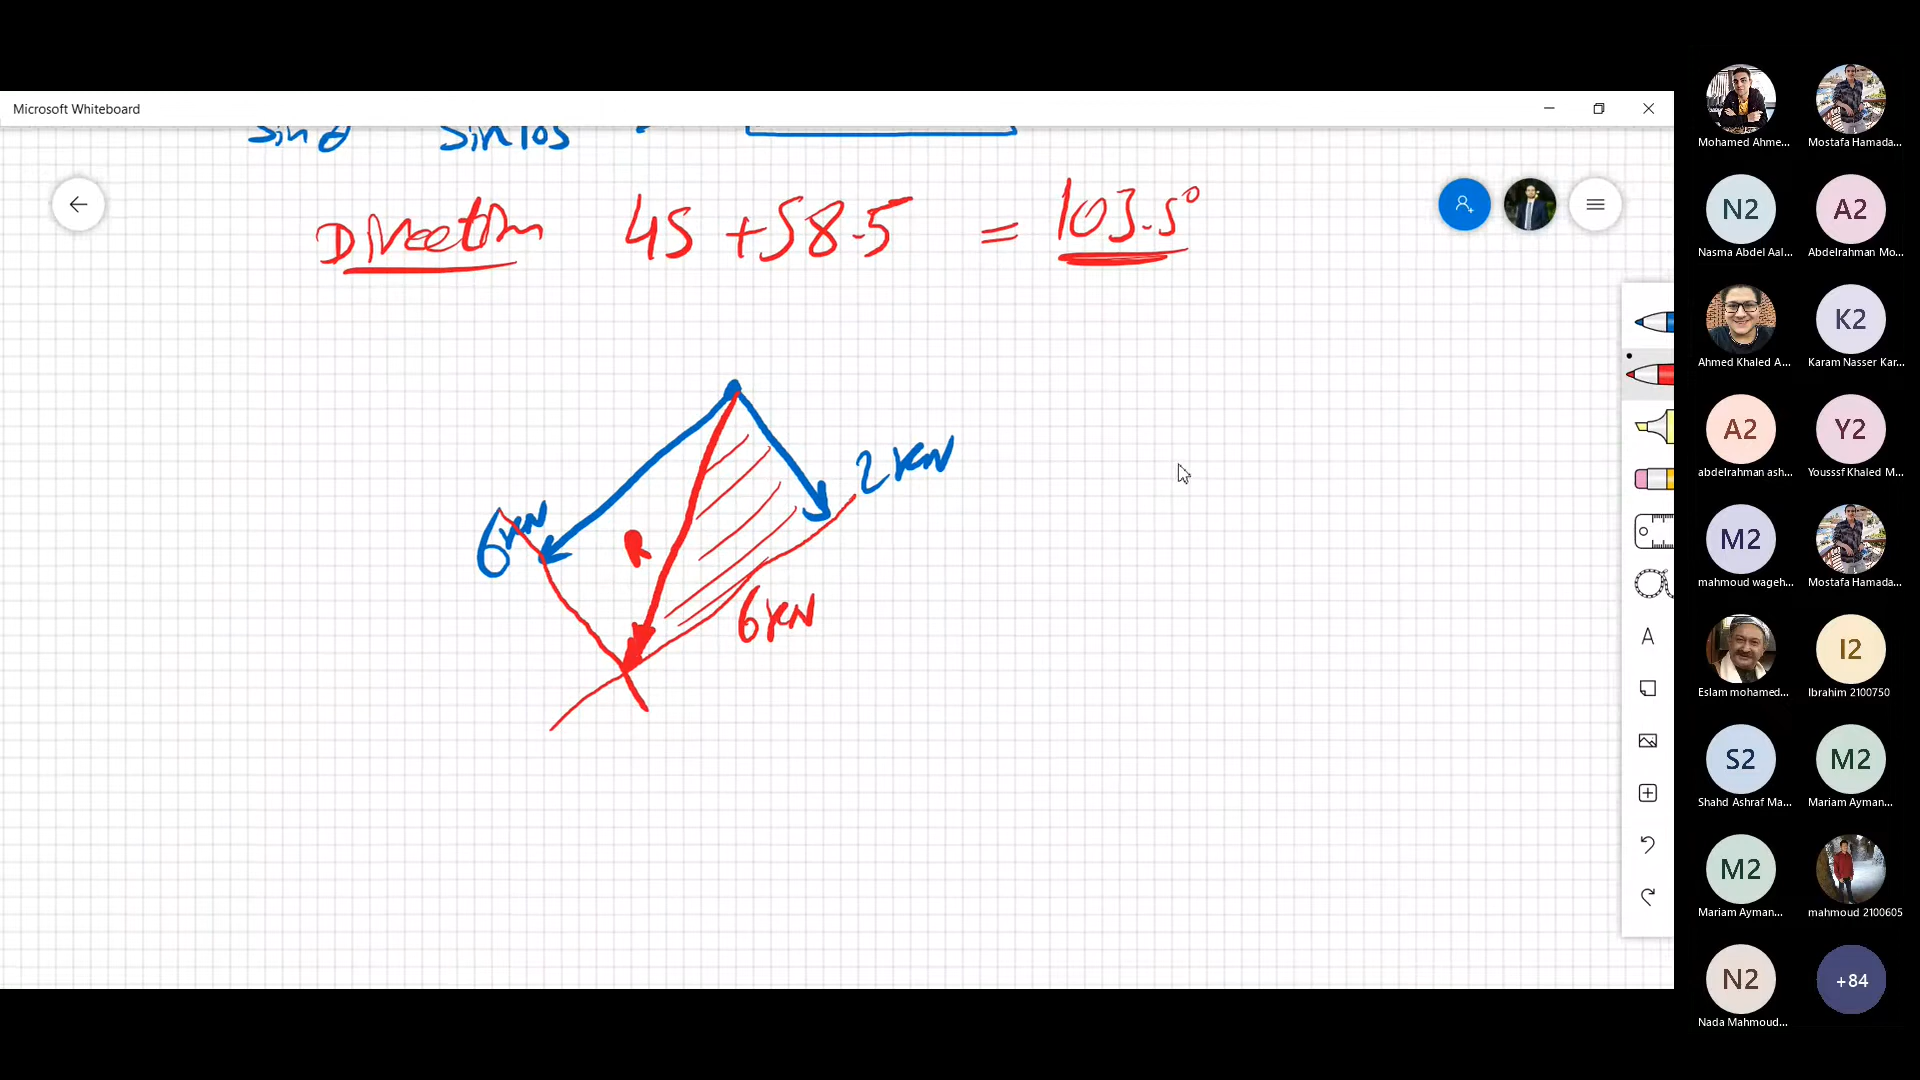 Microsoft Whiteboard
sin d sin 105
Direction 45 + 58.5 = 103.5°
2 KN
6 KN
R
6 KN
A
Mohamed Ahme...
Mostafa Hamada...
N2
A2
Nasma Abdel Aal...
Abdelrahman Mo...
K2
Ahmed Khaled A...
Karam Nasser Kar...
A2
Y2
abdelrahman ash...
Yousssf Khaled M...
M2
mahmoud wageh...
Mostafa Hamada...
I2
Eslam mohamed...
Ibrahim 2100750
S2
M2
Shahd Ashraf Ma...
Mariam Ayman...
M2
Mariam Ayman...
mahmoud 2100605
N2
+84
Nada Mahmoud...